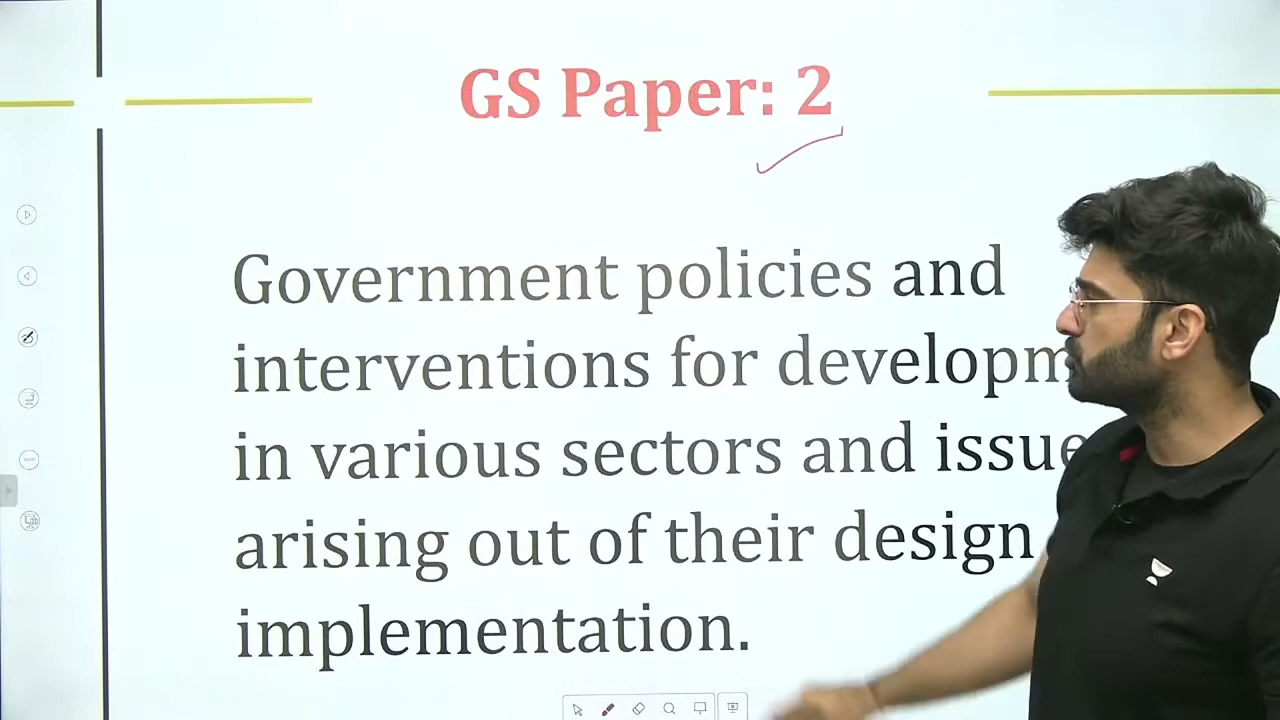 GS Paper: 2
Government policies and
interventions for developm
in various sectors and issue
arising out of their design
implementation.